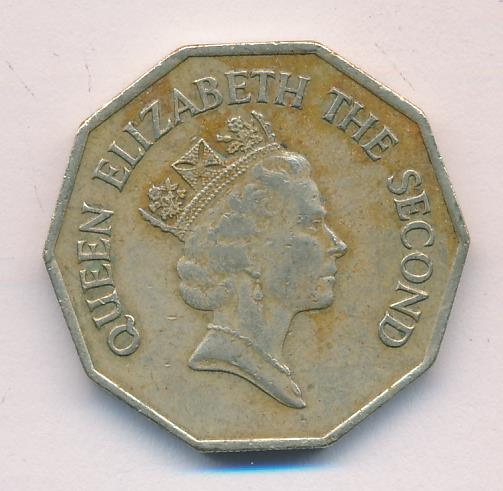 QUEEN ELIZABETH THE SECOND